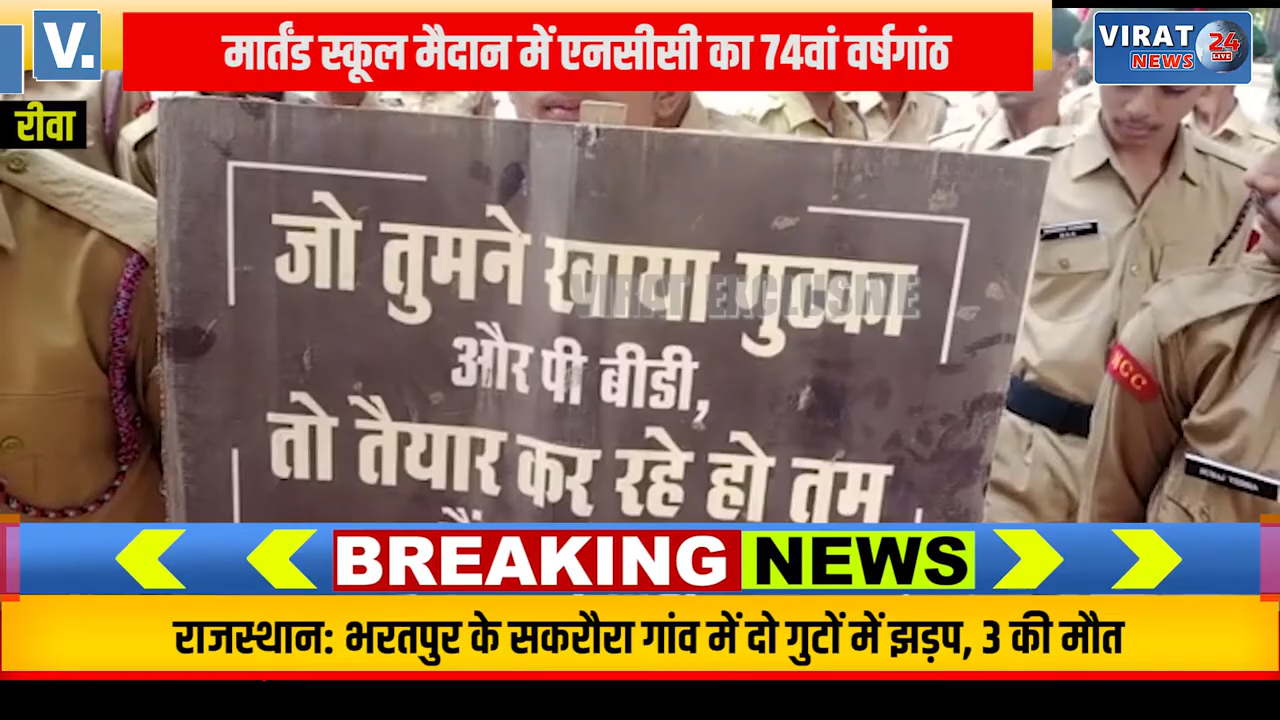 V.
मार्तंड स्कूल मैदान में एनसीसी का 74वां वर्षगांठ
VIRAT
NEWS
24
LIVE
रीवा
जो तुमने खाया गुटका
VIRAT EXCLUSIVE
और पी बीडी,
तो तैयार कर रहे हो तुम
NCC
BREAKING NEWS
राजस्थान: भरतपुर के सकरौरा गांव में दो गुटों में झड़प, 3 की मौत